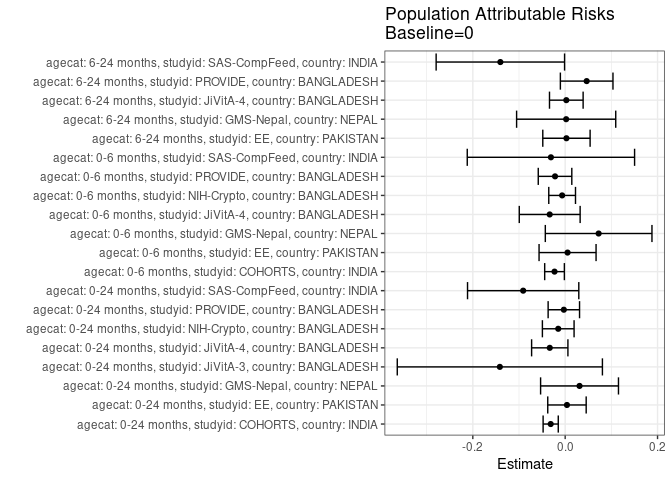 Population Attributable Risks
Baseline=0
agecat: 6-24 months, studyid: SAS-CompFeed, country: INDIA
agecat: 6-24 months, studyid: PROVIDE, country: BANGLADESH
agecat: 6-24 months, studyid: JiVitA-4, country: BANGLADESH
agecat: 6-24 months, studyid: GMS-Nepal, country: NEPAL
agecat: 6-24 months, studyid: EE, country: PAKISTAN
agecat: 0-6 months, studyid: SAS-CompFeed, country: INDIA
agecat: 0-6 months, studyid: PROVIDE, country: BANGLADESH
agecat: 0-6 months, studyid: NIH-Crypto, country: BANGLADESH
agecat: 0-6 months, studyid: JiVitA-4, country: BANGLADESH
agecat: 0-6 months, studyid: GMS-Nepal, country: NEPAL
agecat: 0-6 months, studyid: EE, country: PAKISTAN
agecat: 0-6 months, studyid: COHORTS, country: INDIA
agecat: 0-24 months, studyid: SAS-CompFeed, country: INDIA
agecat: 0-24 months, studyid: PROVIDE, country: BANGLADESH
agecat: 0-24 months, studyid: NIH-Crypto, country: BANGLADESH
agecat: 0-24 months, studyid: JiVitA-4, country: BANGLADESH
agecat: 0-24 months, studyid: JiVitA-3, country: BANGLADESH
agecat: 0-24 months, studyid: GMS-Nepal, country: NEPAL
agecat: 0-24 months, studyid: EE, country: PAKISTAN
agecat: 0-24 months, studyid: COHORTS, country: INDIA
-0.2 0.0 0.2
Estimate